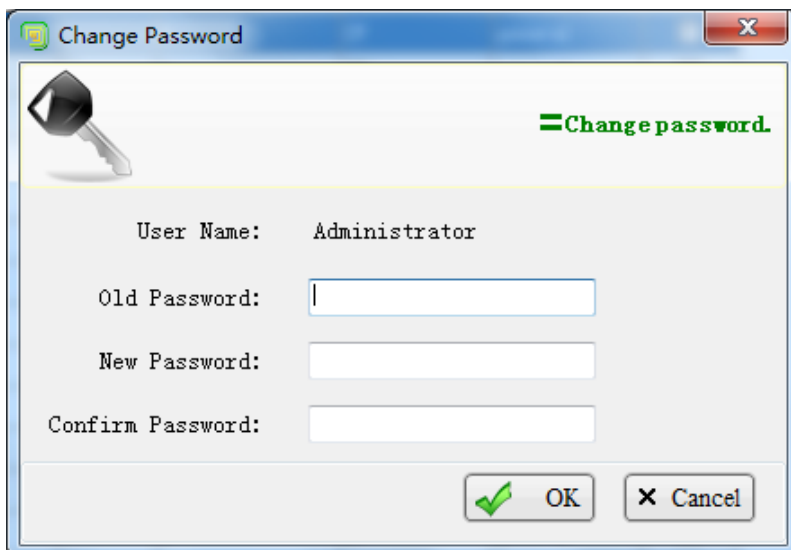 Change Password
=Change password.
User Name: Administrator
Old Password:
New Password:
Confirm Password:
OK Cancel